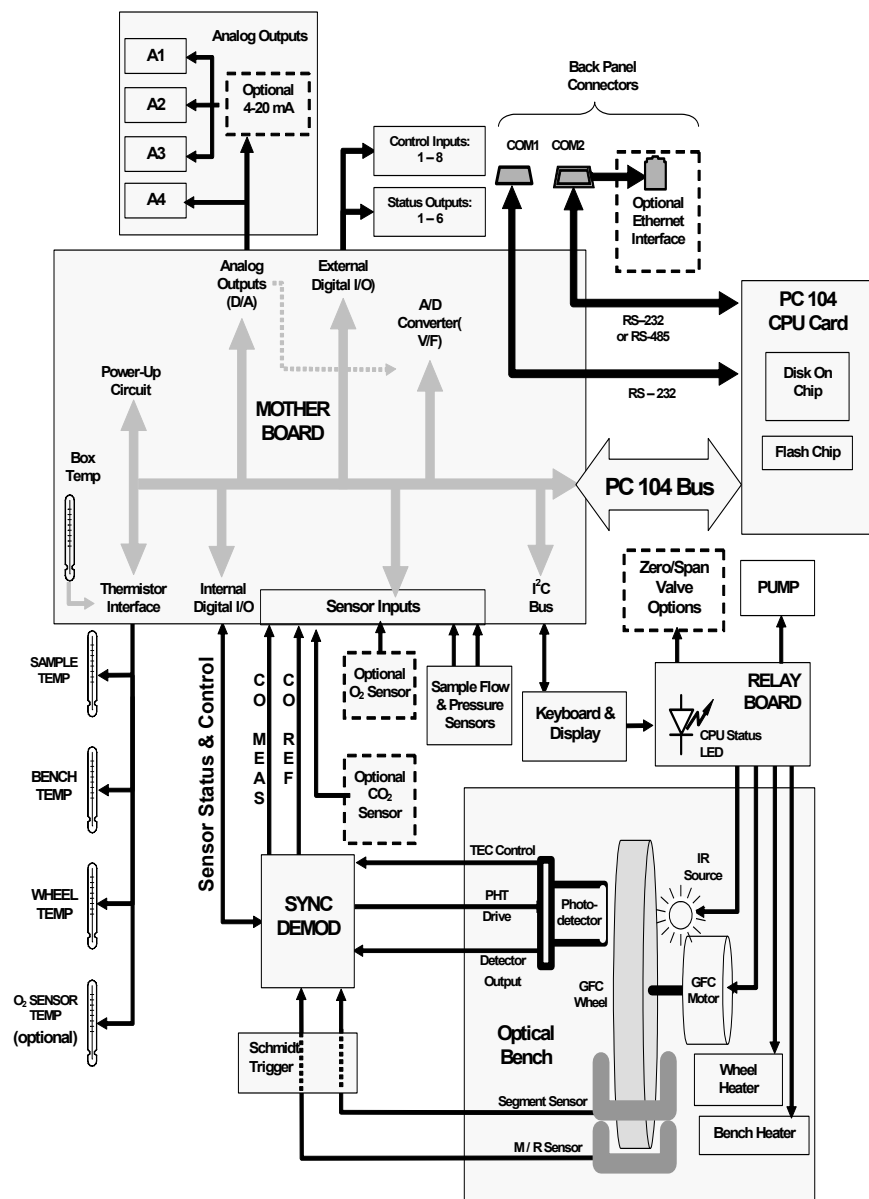 Analog Outputs
A1
A2
A3
A4
Optional
4-20 mA
Control Inputs:
1 – 8
Status Outputs:
1 – 6
Back Panel
Connectors
COM1
COM2
Optional
Ethernet
Interface
Analog
Outputs
(D/A)
External
Digital I/O)
A/D
Converter(
V/F)
Power-Up
Circuit
MOTHER
BOARD
Box
Temp
Thermistor
Interface
Internal
Digital I/O
Sensor Inputs
I2C
Bus
RS–232
or RS-485
RS – 232
PC 104
CPU Card
Disk On
Chip
Flash Chip
PC 104 Bus
Zero/Span
Valve
Options
PUMP
RELAY
BOARD
CPU Status
LED
SAMPLE
TEMP
BENCH
TEMP
WHEEL
TEMP
O2 SENSOR
TEMP
(optional)
Sensor Status & Control
CO MEAS
CO REF
Optional
O2 Sensor
Sample Flow
& Pressure
Sensors
Keyboard &
Display
Optional
CO2
Sensor
SYNC
DEMOD
TEC Control
PHT
Drive
Detector
Output
Photo-
detector
IR
Source
GFC
Wheel
GFC
Motor
Optical
Bench
Schmidt
Trigger
Segment Sensor
M / R Sensor
Wheel
Heater
Bench Heater